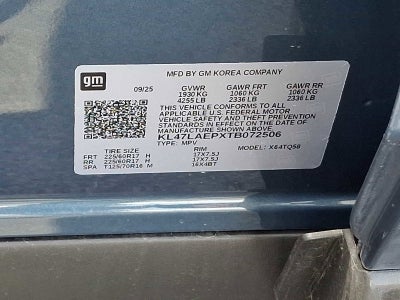 gm
MFD BY GM KOREA COMPANY
09/25 GVWR GAWR FRT GAWR RR
1930 KG 1060 KG 1060 KG
4255 LB 2336 LB 2336 LB
THIS VEHICLE CONFORMS TO ALL
APPLICABLE U.S. FEDERAL MOTOR
VEHICLE SAFETY AND THEFT PREVENTION
STANDARDS IN EFFECT ON THE DATE OF
MANUFACTURE SHOWN ABOVE.
KL47LAEPXTB072506
TYPE: MPV MODEL: X64TQ58
TIRE SIZE RIM
FRT 225/60R17 H 17X7.5J
RR 225/60R17 H 17X7.5J
SPA T125/70R16 M 16X4BT